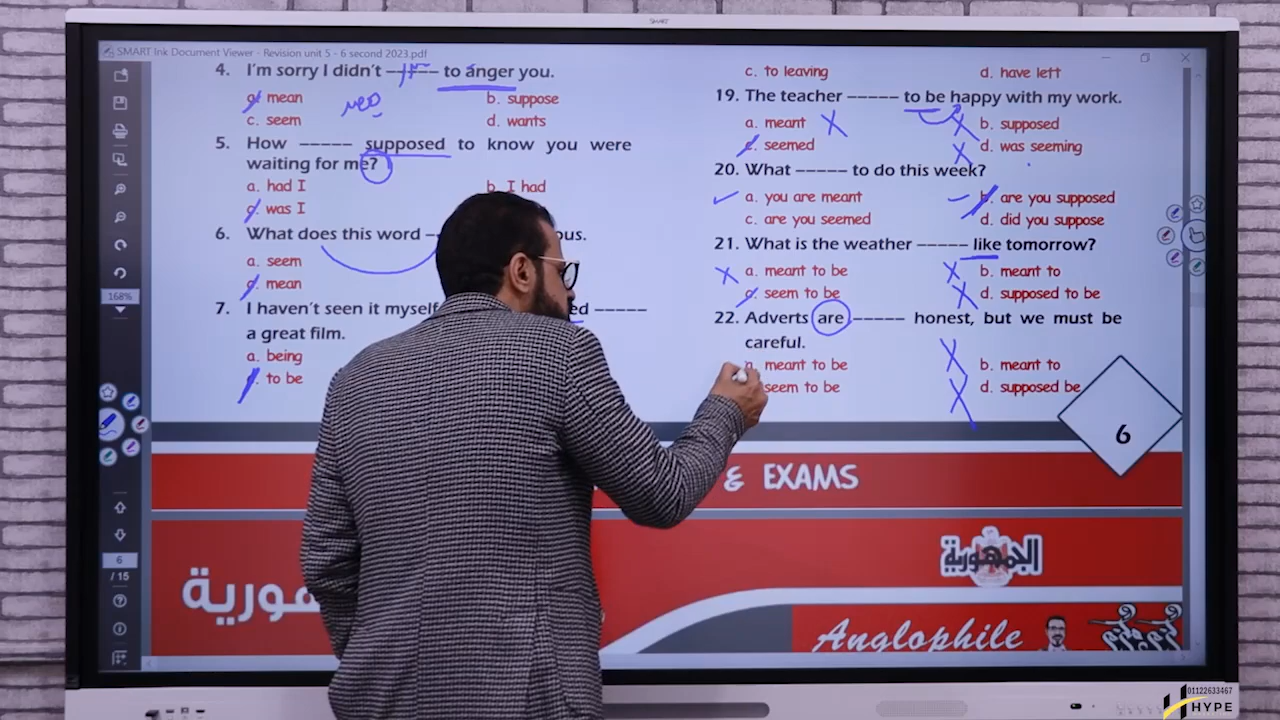 SMART
SMART Ink Document Viewer - Revision unit 5 - 6 second 2023.pdf
4. I'm sorry I didn't ----- to anger you.
a. mean
b. suppose
c. seem
d. wants
5. How ----- supposed to know you were
waiting for me?
a. had I
b. I had
c. was I
6. What does this word
a. seem
c. mean
7. I haven't seen it myself
-----
a great film.
a. being
c. to be
c. to leaving
d. have left
19. The teacher ----- to be happy with my work.
a. meant
b. supposed
c. seemed
d. was seeming
20. What ----- to do this week?
a. you are meant
b. are you supposed
c. are you seemed
d. did you suppose
21. What is the weather ----- like tomorrow?
a. meant to be
b. meant to
c. seem to be
d. supposed to be
22. Adverts are ----- honest, but we must be
careful.
a. meant to be
b. meant to
seem to be
d. supposed be
6
168%
6
/ 15
& EXAMS
الجمهورية
Anglophile
01122633467
HYPE